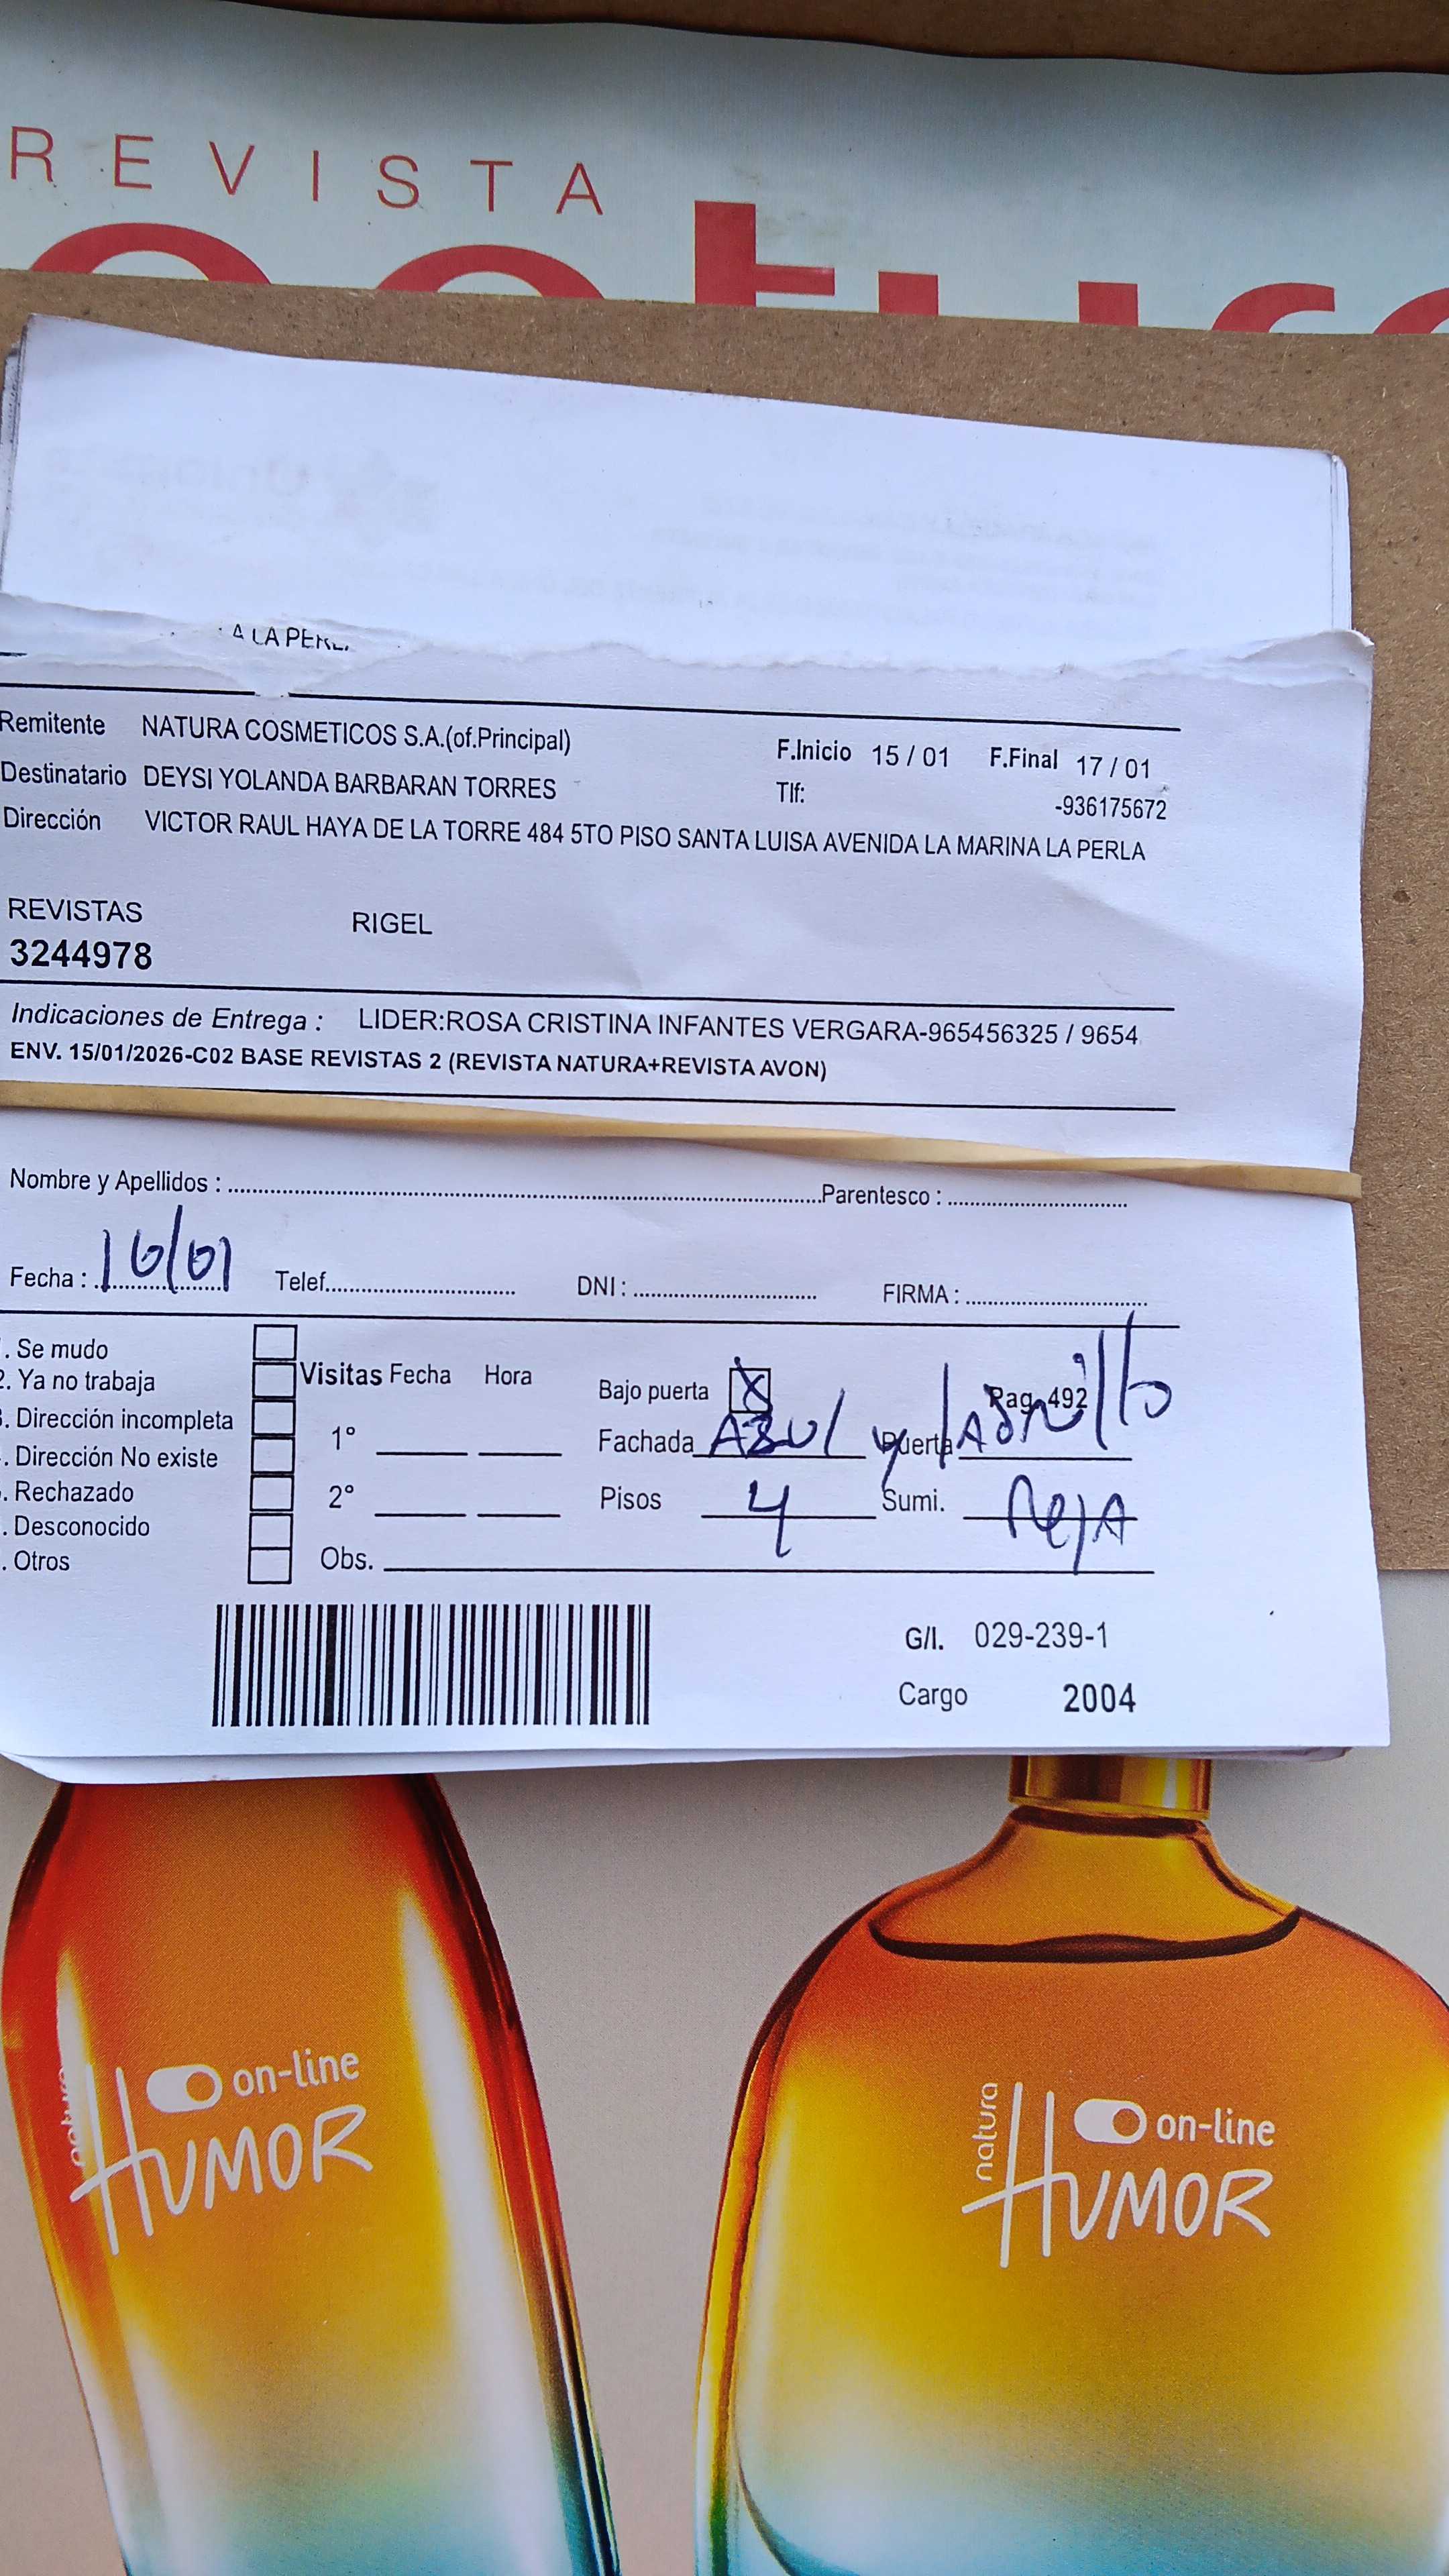 REVISTA
natura
A LA PERL
Remitente NATURA COSMETICOS S.A.(of.Principal) F.Inicio 15 / 01 F.Final 17 / 01
Destinatario DEYSI YOLANDA BARBARAN TORRES Tlf: -936175672
Dirección VICTOR RAUL HAYA DE LA TORRE 484 5TO PISO SANTA LUISA AVENIDA LA MARINA LA PERLA
REVISTAS RIGEL
3244978
Indicaciones de Entrega : LIDER:ROSA CRISTINA INFANTES VERGARA-965456325 / 9654
ENV. 15/01/2026-C02 BASE REVISTAS 2 (REVISTA NATURA+REVISTA AVON)
Nombre y Apellidos : Parentesco :
Fecha : 16/01 Telef. DNI : FIRMA :
. Se mudo
2. Ya no trabaja Visitas Fecha Hora Bajo puerta X Pag. 492
. Dirección incompleta 1° Fachada AZUL y Puerta LADRILLO
. Dirección No existe
. Rechazado 2° Pisos 4 Sumi. Reja
. Desconocido
. Otros Obs.
G/I. 029-239-1
Cargo 2004
natura on-line
HUMOR
natura on-line
HUMOR